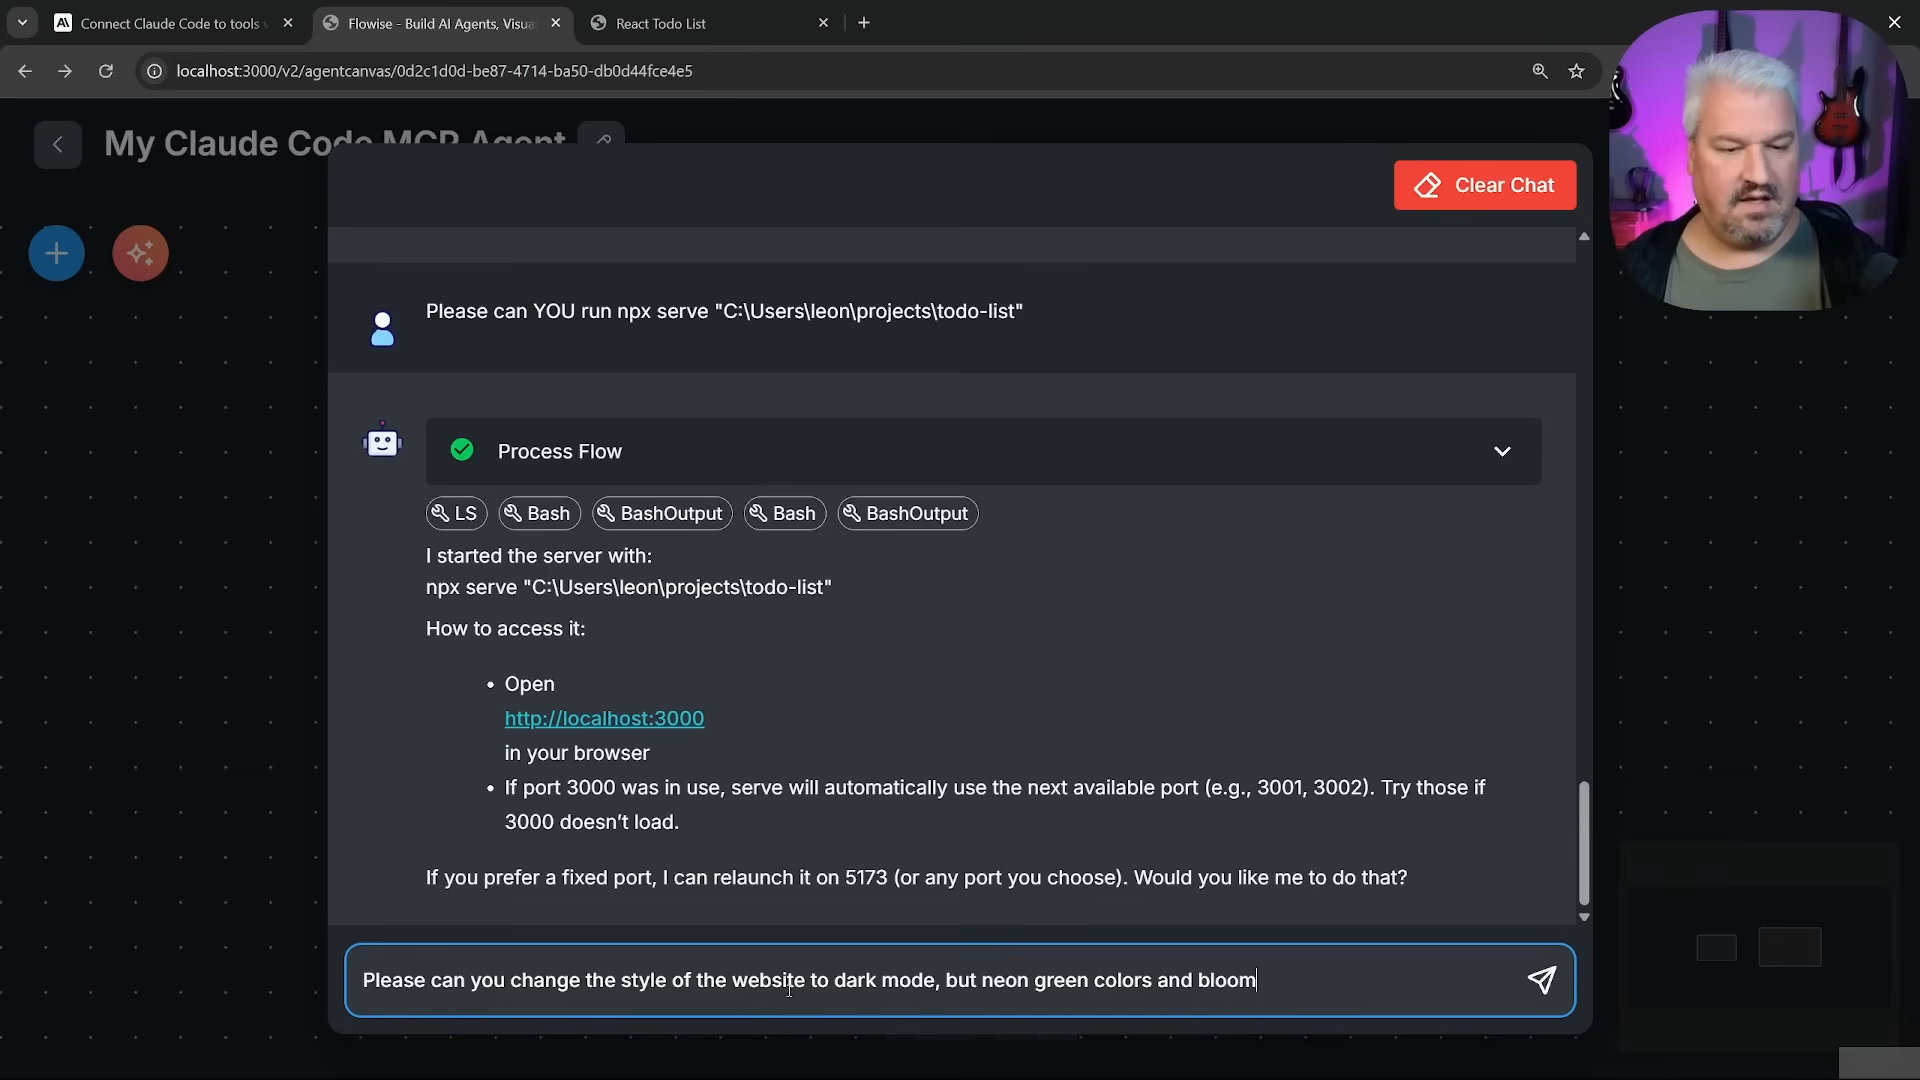 Connect Claude Code to tools
Flowise - Build AI Agents, Visua
React Todo List
localhost:3000/v2/agentcanvas/0d2c1d0d-be87-4714-ba50-db0d44fce4e5
My Claude Code MCP Agent
Clear Chat
Please can YOU run npx serve "C:\Users\leon\projects\todo-list"
Process Flow
LS
Bash
BashOutput
Bash
BashOutput
I started the server with:
npx serve "C:\Users\leon\projects\todo-list"
How to access it:
• Open
http://localhost:3000
in your browser
• If port 3000 was in use, serve will automatically use the next available port (e.g., 3001, 3002). Try those if
3000 doesn't load.
If you prefer a fixed port, I can relaunch it on 5173 (or any port you choose). Would you like me to do that?
Please can you change the style of the website to dark mode, but neon green colors and bloom